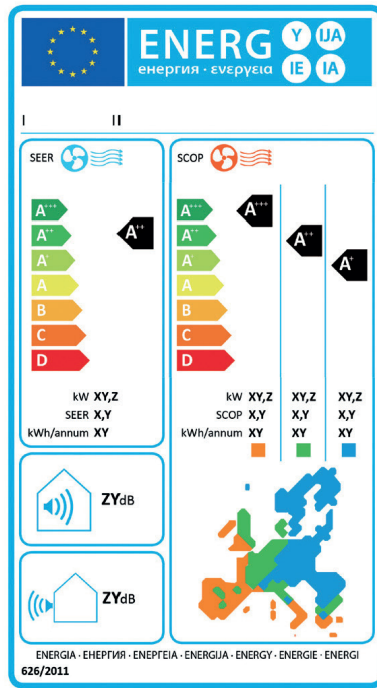 ENERG Y IJA
енергия · ενεργεια IE IA
I II
SEER
A+++
A++
A+
A
B
C
D
A++
kW XY,Z
SEER X,Y
kWh/annum XY
SCOP
A+++
A++
A+
A
B
C
D
A+++
A++
A+
kW XY,Z XY,Z XY,Z
SCOP X,Y X,Y X,Y
kWh/annum XY XY XY
ZYdB
ZYdB
ENERGIA · ЕНЕРГИЯ · ΕΝΕΡΓΕΙΑ · ENERGIJA · ENERGY · ENERGIE · ENERGI
626/2011